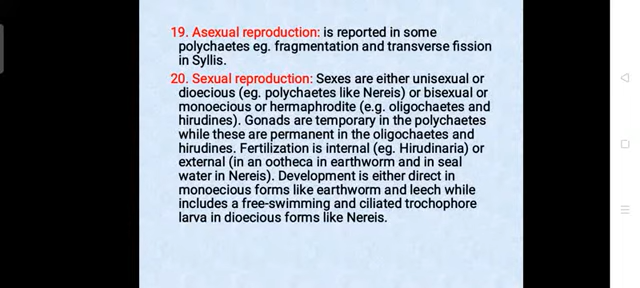 19. Asexual reproduction: is reported in some
polychaetes eg. fragmentation and transverse fission
in Syllis.
20. Sexual reproduction: Sexes are either unisexual or
dioecious (eg. polychaetes like Nereis) or bisexual or
monoecious or hermaphrodite (e.g. oligochaetes and
hirudines). Gonads are temporary in the polychaetes
while these are permanent in the oligochaetes and
hirudines. Fertilization is internal (eg. Hirudinaria) or
external (in an ootheca in earthworm and in seal
water in Nereis). Development is either direct in
monoecious forms like earthworm and leech while
includes a free-swimming and ciliated trochophore
larva in dioecious forms like Nereis.